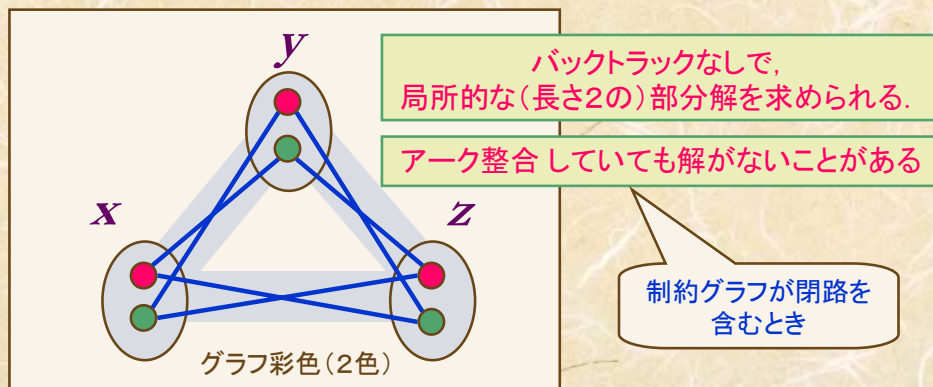 y
バックトラックなしで,
局所的な(長さ2の)部分解を求められる.
アーク整合 していても解がないことがある
x
z
制約グラフが閉路を
含むとき
グラフ彩色(2色)